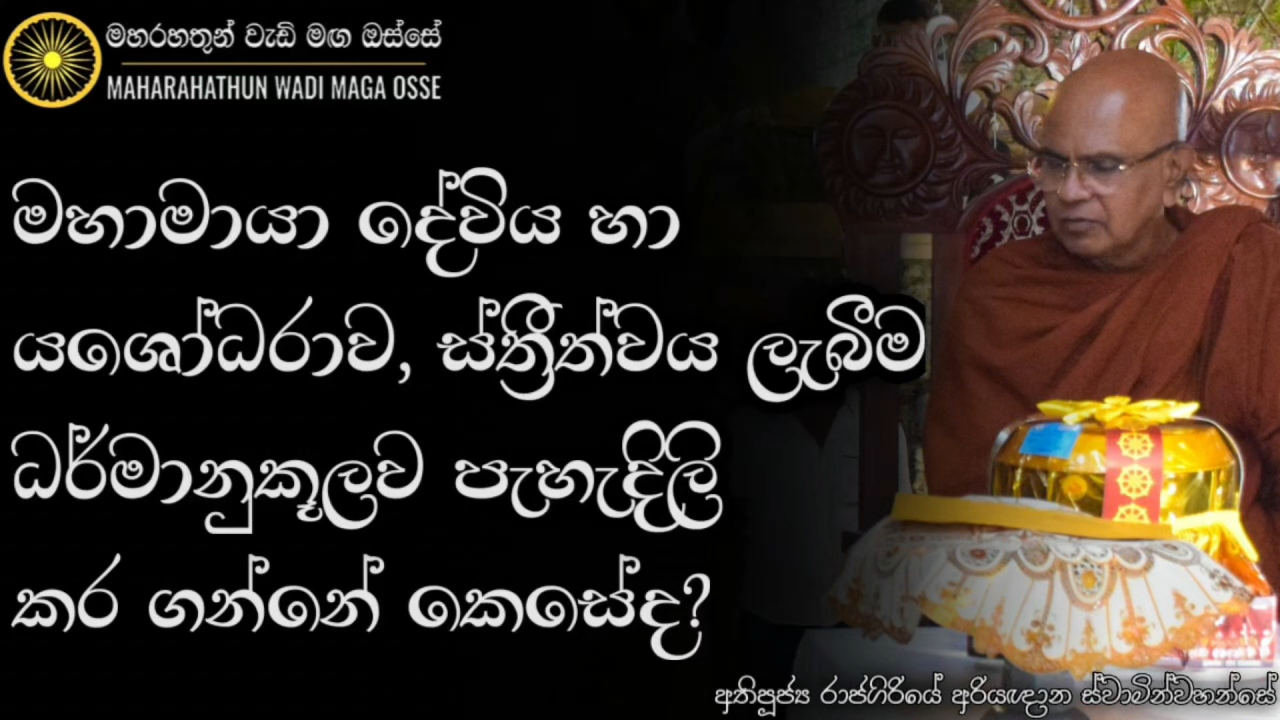 මහරහතුන් වැඩි මඟ ඔස්සේ
MAHARAHATHUN WADI MAGA OSSE
මහාමායා දේවිය හා
යශෝධරාව, ස්ත්‍රීත්වය ලැබීම
ධර්මානුකූලව පැහැදිලි
කර ගන්නේ කෙසේද?
අතිපූජ්‍ය රාජගිරියේ අරියඥාන ස්වාමින්වහන්සේ